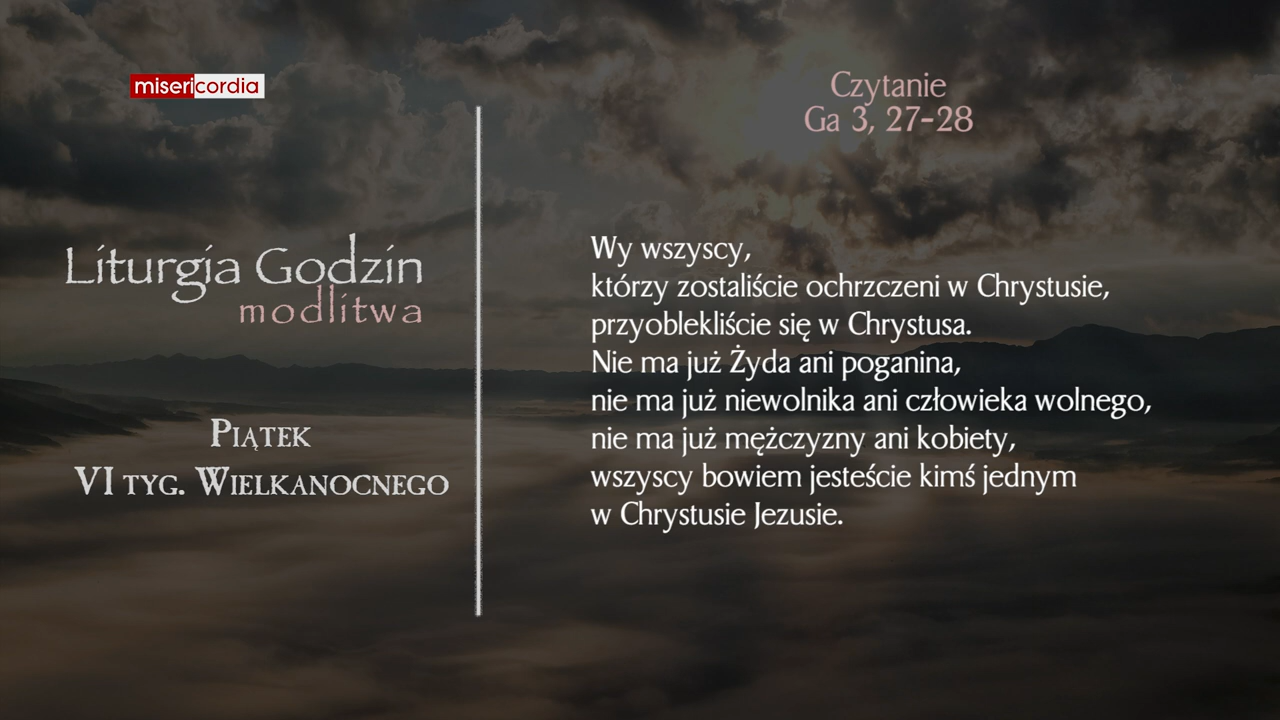 misericordia
Liturgia Godzin
modlitwa
Piątek
VI tyg. Wielkanocnego
Czytanie
Ga 3, 27-28
Wy wszyscy,
którzy zostaliście ochrzczeni w Chrystusie,
przyoblekliście się w Chrystusa.
Nie ma już Żyda ani poganina,
nie ma już niewolnika ani człowieka wolnego,
nie ma już mężczyzny ani kobiety,
wszyscy bowiem jesteście kimś jednym
w Chrystusie Jezusie.